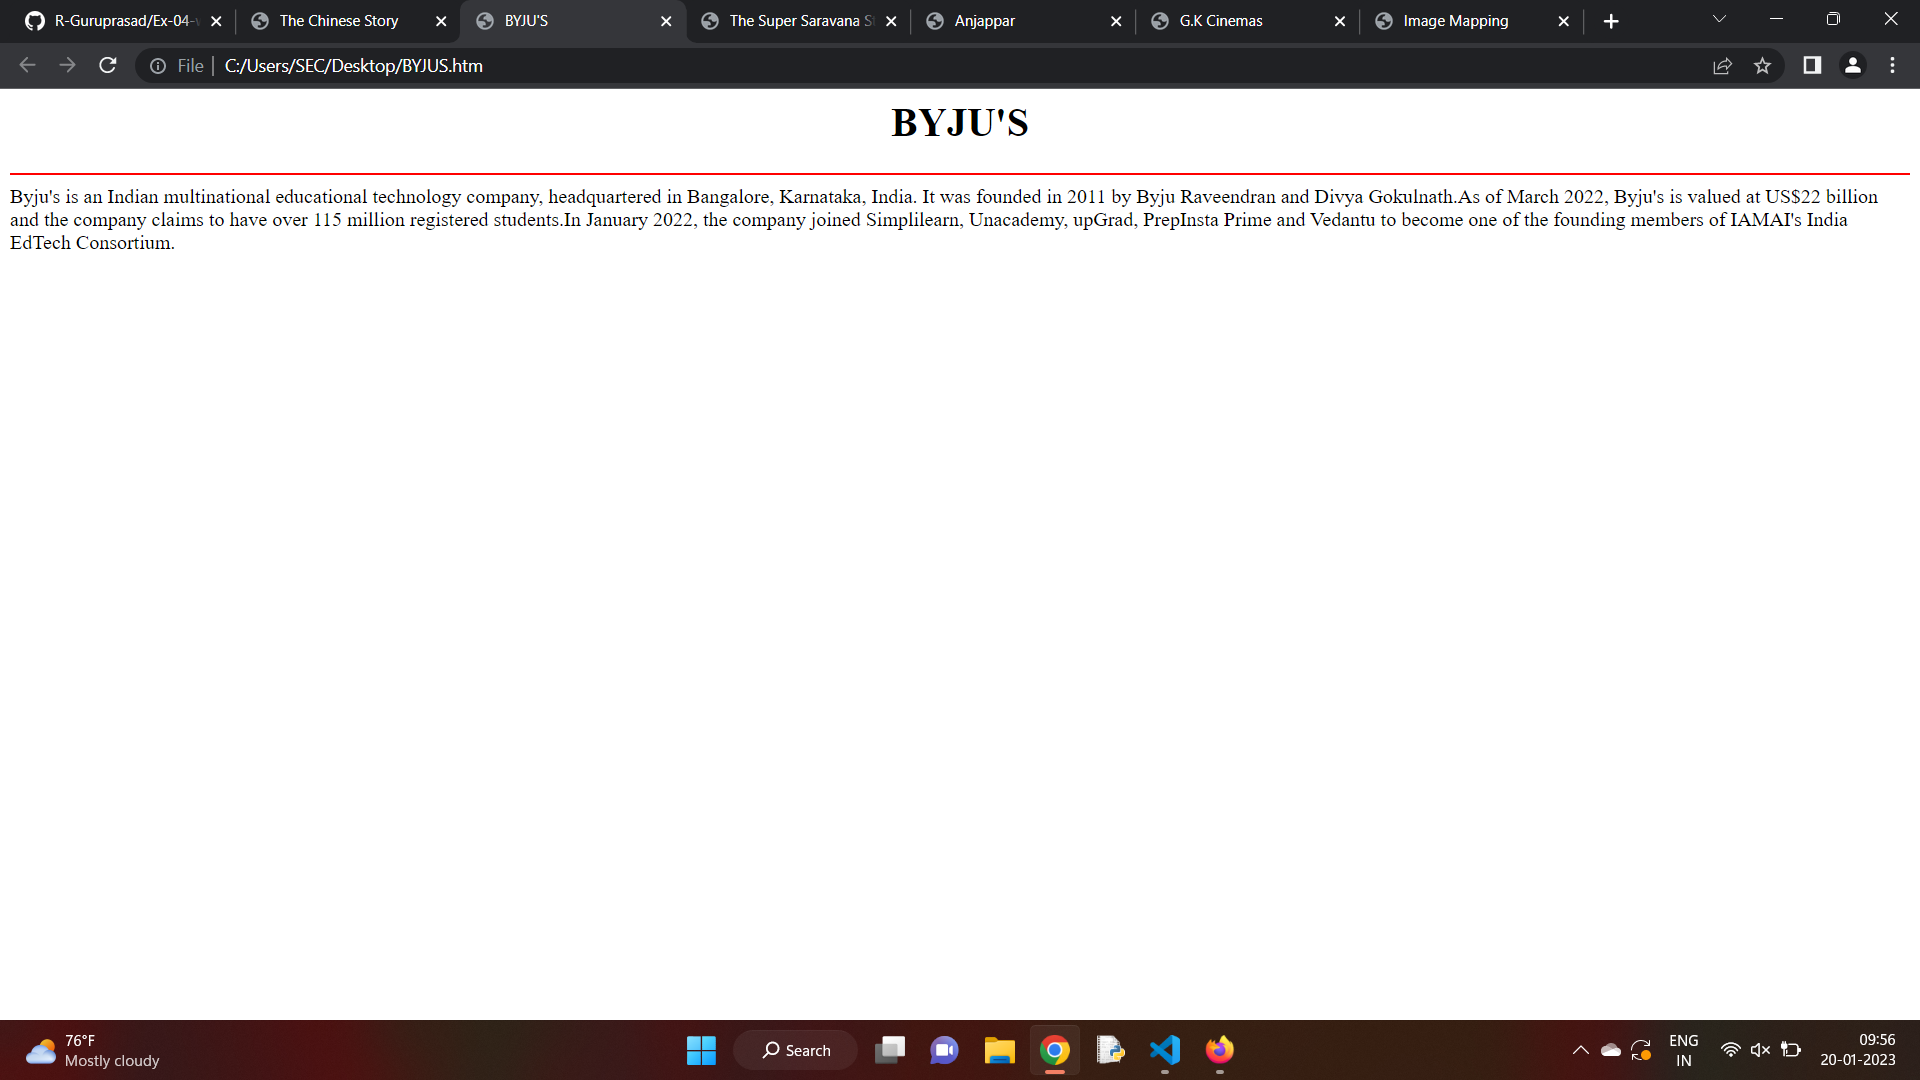 R-Guruprasad/Ex-04-w
The Chinese Story
BYJU'S
The Super Saravana St
Anjappar
G.K Cinemas
Image Mapping
File
C:/Users/SEC/Desktop/BYJUS.htm
BYJU'S
Byju's is an Indian multinational educational technology company, headquartered in Bangalore, Karnataka, India. It was founded in 2011 by Byju Raveendran and Divya Gokulnath.As of March 2022, Byju's is valued at US$22 billion
and the company claims to have over 115 million registered students.In January 2022, the company joined Simplilearn, Unacademy, upGrad, PrepInsta Prime and Vedantu to become one of the founding members of IAMAI's India
EdTech Consortium.
76°F
Mostly cloudy
Search
ENG
IN
09:56
20-01-2023